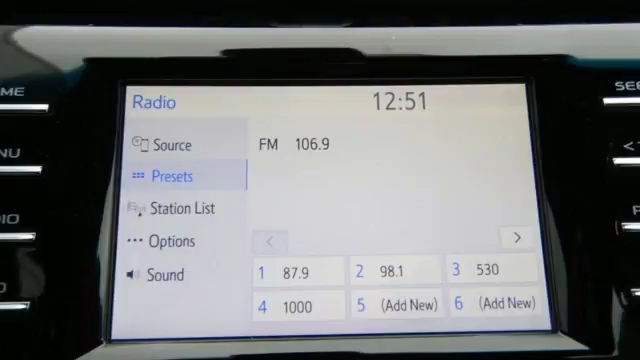 Radio 12:51
Source
FM 106.9
Presets
Station List
Options
Sound
1 87.9 2 98.1 3 530
4 1000 5 (Add New) 6 (Add New)